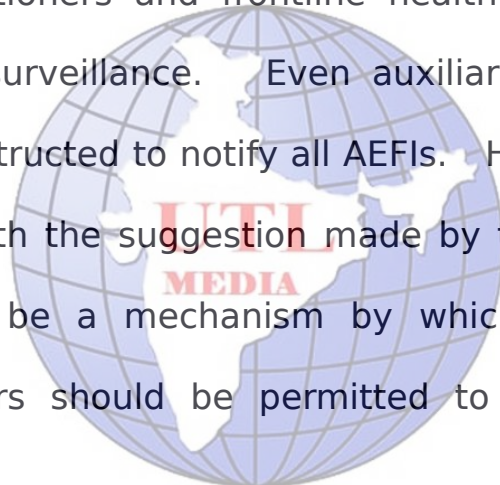 tioners and frontline health
surveillance. Even auxiliar
tructed to notify all AEFIs. H
th the suggestion made by t
be a mechanism by whic
rs should be permitted to
UTL
MEDIA